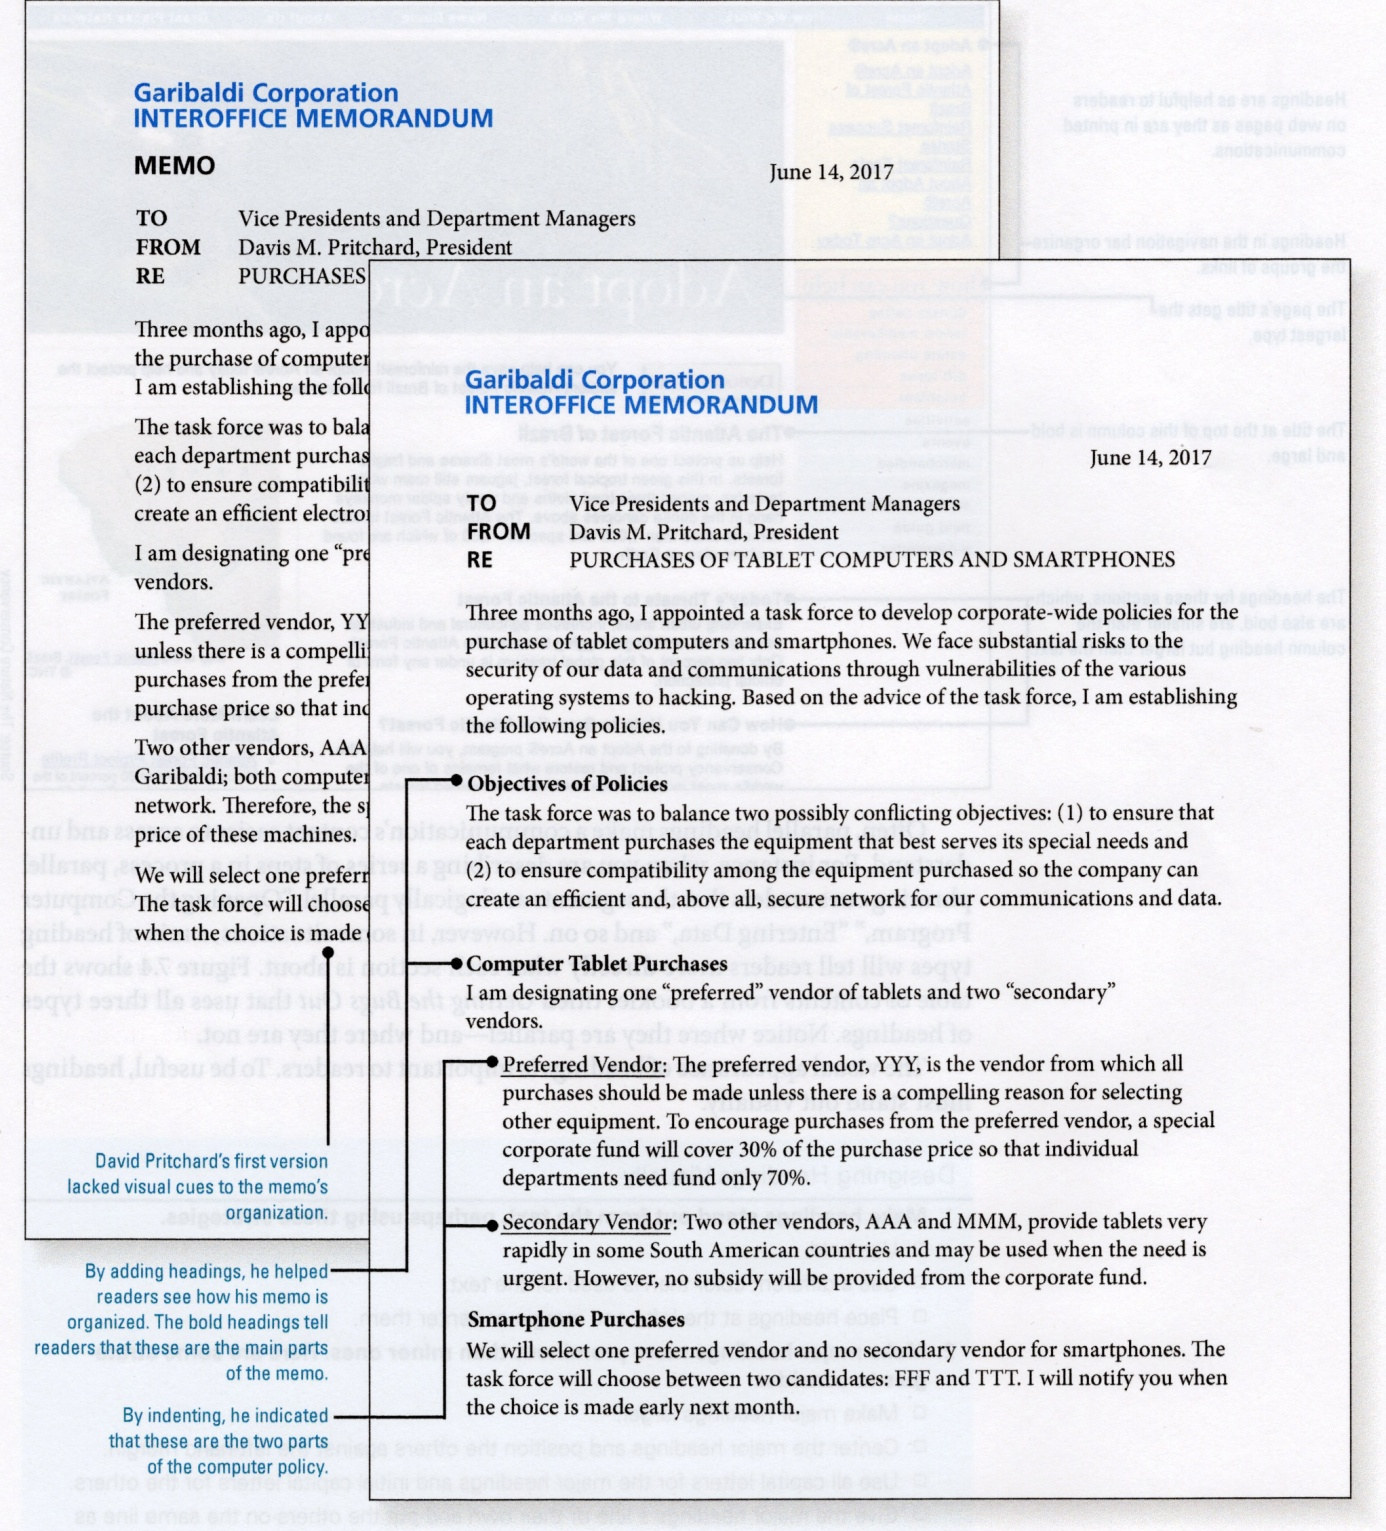 Garibaldi Corporation
INTEROFFICE MEMORANDUM
MEMO
June 14, 2017
TO Vice Presidents and Department Managers
FROM Davis M. Pritchard, President
RE PURCHASES
Three months ago, I appo
the purchase of computer
I am establishing the follo
The task force was to bala
each department purchas
(2) to ensure compatibilit
create an efficient electron
I am designating one “pre
vendors.
The preferred vendor, YY
unless there is a compelli
purchases from the prefer
purchase price so that ind
Two other vendors, AAA
Garibaldi; both computer
network. Therefore, the sp
price of these machines.
We will select one preferr
The task force will choose
when the choice is made
David Pritchard’s first version
lacked visual cues to the memo’s
organization.
By adding headings, he helped
readers see how his memo is
organized. The bold headings tell
readers that these are the main parts
of the memo.
By indenting, he indicated
that these are the two parts
of the computer policy.
Garibaldi Corporation
INTEROFFICE MEMORANDUM
June 14, 2017
TO Vice Presidents and Department Managers
FROM Davis M. Pritchard, President
RE PURCHASES OF TABLET COMPUTERS AND SMARTPHONES
Three months ago, I appointed a task force to develop corporate-wide policies for the
purchase of tablet computers and smartphones. We face substantial risks to the
security of our data and communications through vulnerabilities of the various
operating systems to hacking. Based on the advice of the task force, I am establishing
the following policies.
Objectives of Policies
The task force was to balance two possibly conflicting objectives: (1) to ensure that
each department purchases the equipment that best serves its special needs and
(2) to ensure compatibility among the equipment purchased so the company can
create an efficient and, above all, secure network for our communications and data.
Computer Tablet Purchases
I am designating one “preferred” vendor of tablets and two “secondary”
vendors.
Preferred Vendor: The preferred vendor, YYY, is the vendor from which all
purchases should be made unless there is a compelling reason for selecting
other equipment. To encourage purchases from the preferred vendor, a special
corporate fund will cover 30% of the purchase price so that individual
departments need fund only 70%.
Secondary Vendor: Two other vendors, AAA and MMM, provide tablets very
rapidly in some South American countries and may be used when the need is
urgent. However, no subsidy will be provided from the corporate fund.
Smartphone Purchases
We will select one preferred vendor and no secondary vendor for smartphones. The
task force will choose between two candidates: FFF and TTT. I will notify you when
the choice is made early next month.